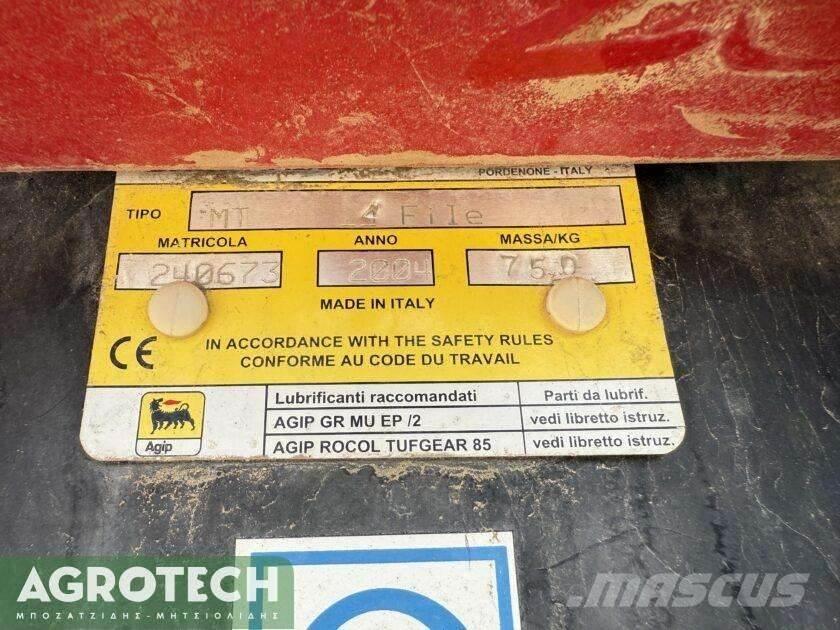 PORDENONE - ITALY
TIPO MT 4 File
MATRICOLA ANNO MASSA/KG
240673 2004 750
MADE IN ITALY
CE IN ACCORDANCE WITH THE SAFETY RULES
CONFORME AU CODE DU TRAVAIL
Agip
Lubrificanti raccomandati Parti da lubrif.
AGIP GR MU EP /2 vedi libretto istruz.
AGIP ROCOL TUFGEAR 85 vedi libretto istruz.
AGROTECH
ΜΠΟΖΑΤΖΙΔΗΣ-ΜΗΤΣΙΟΛΙΔΗΣ
MASCUS